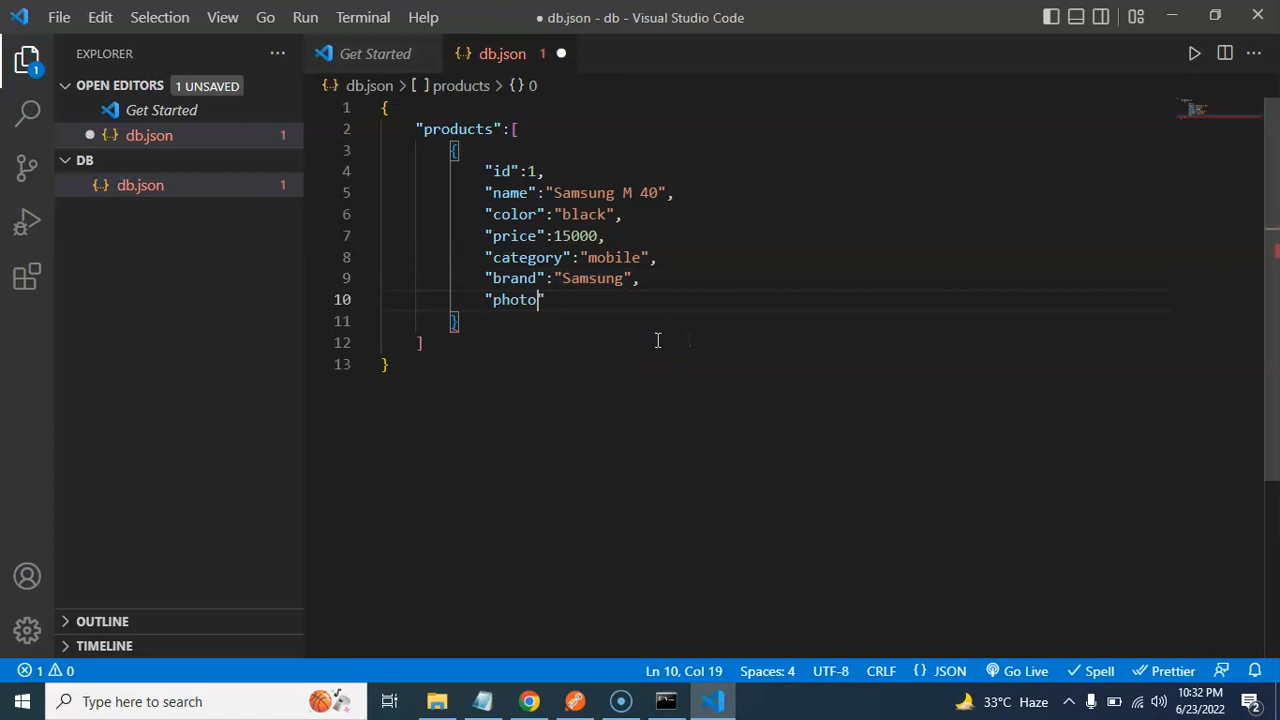 File Edit Selection View Go Run Terminal Help
● db.json - db - Visual Studio Code
EXPLORER
Get Started
db.json 1
OPEN EDITORS 1 UNSAVED
db.json > [ ] products > {} 0
Get Started
db.json 1
DB
db.json 1
1 {
2 "products":[
3 {
4 "id":1,
5 "name":"Samsung M 40",
6 "color":"black",
7 "price":15000,
8 "category":"mobile",
9 "brand":"Samsung",
10 "photo"
11 }
12 ]
13 }
OUTLINE
TIMELINE
1 0 Ln 10, Col 19 Spaces: 4 UTF-8 CRLF {} JSON Go Live Spell Prettier
Type here to search
33°C Haze
10:32 PM
6/23/2022
2
1